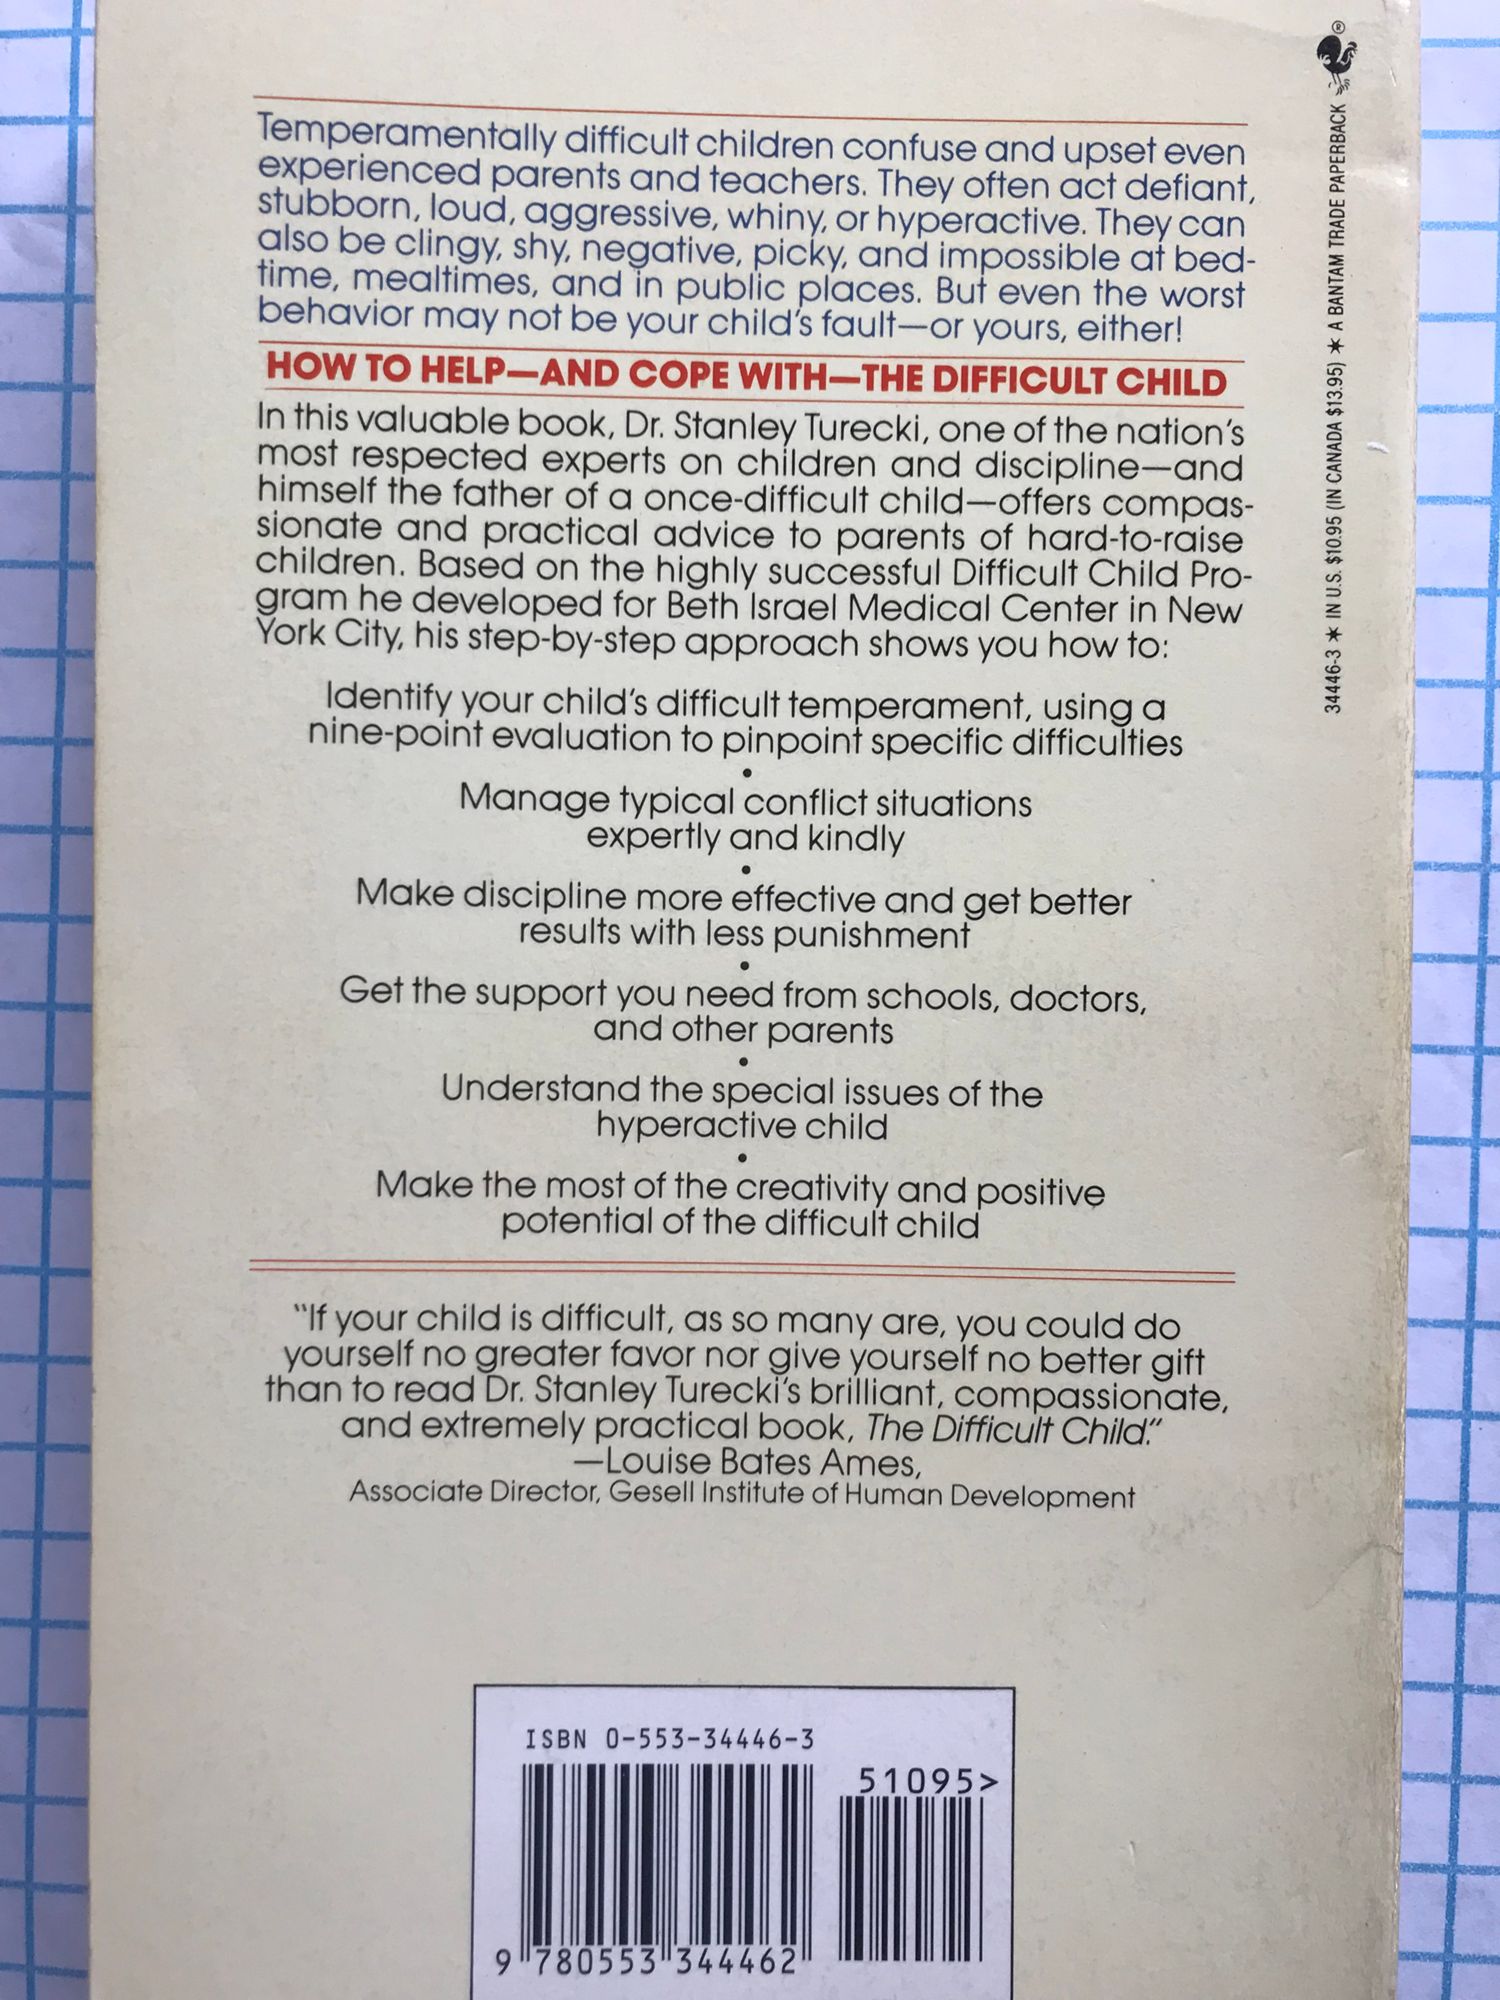 Temperamentally difficult children confuse and upset even
experienced parents and teachers. They often act defiant,
stubborn, loud, aggressive, whiny, or hyperactive. They can
also be clingy, shy, negative, picky, and impossible at bed-
time, mealtimes, and in public places. But even the worst
behavior may not be your child's fault—or yours, either!
HOW TO HELP—AND COPE WITH—THE DIFFICULT CHILD
In this valuable book, Dr. Stanley Turecki, one of the nation's
most respected experts on children and discipline—and
himself the father of a once-difficult child—offers compas-
sionate and practical advice to parents of hard-to-raise
children. Based on the highly successful Difficult Child Pro-
gram he developed for Beth Israel Medical Center in New
York City, his step-by-step approach shows you how to:
Identify your child's difficult temperament, using a
nine-point evaluation to pinpoint specific difficulties
•
Manage typical conflict situations
expertly and kindly
•
Make discipline more effective and get better
results with less punishment
•
Get the support you need from schools, doctors,
and other parents
•
Understand the special issues of the
hyperactive child
•
Make the most of the creativity and positive
potential of the difficult child
"If your child is difficult, as so many are, you could do
yourself no greater favor nor give yourself no better gift
than to read Dr. Stanley Turecki's brilliant, compassionate,
and extremely practical book, The Difficult Child."
—Louise Bates Ames,
Associate Director, Gesell Institute of Human Development
ISBN 0-553-34446-3
51095>
9 780553 344462
34446-3 ★ IN U.S. $10.95 (IN CANADA $13.95) ★ A BANTAM TRADE PAPERBACK ®